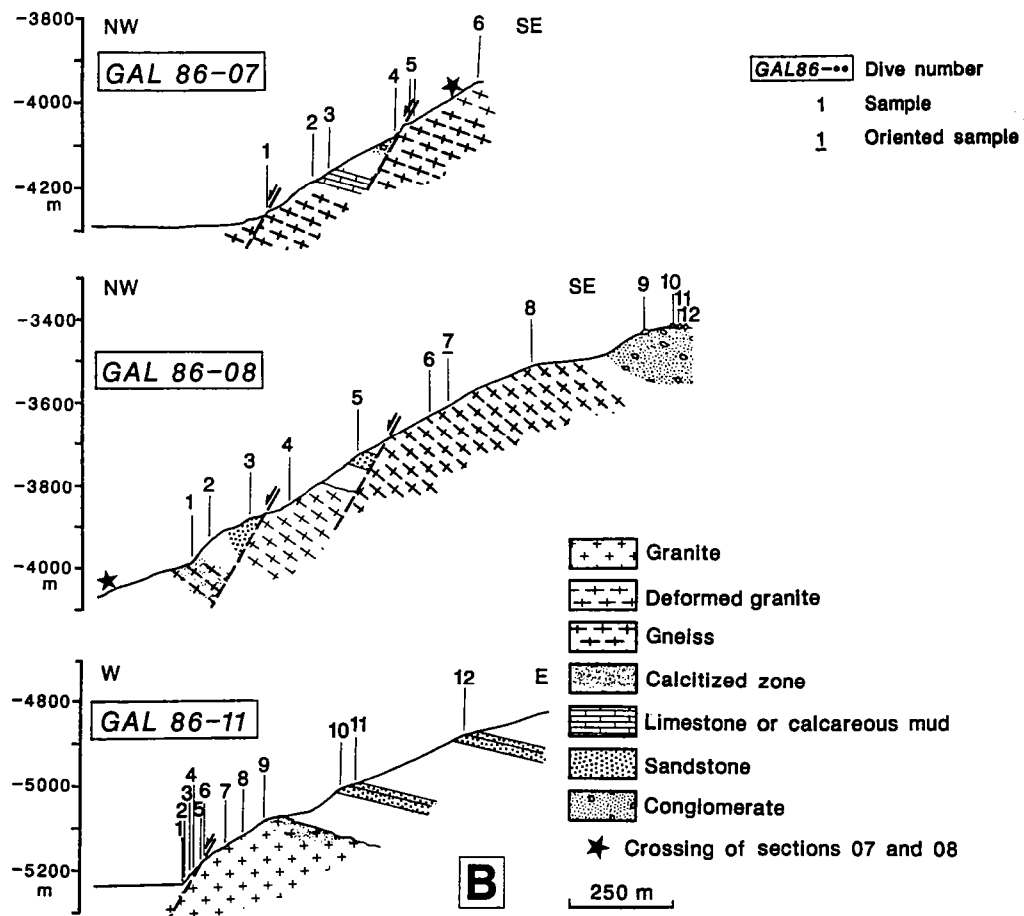 -3800
NW
6
SE
GAL 86-07
5
4
-4000
2 3
1
-4200
m
GAL86-•• Dive number
1 Sample
1 Oriented sample
NW
SE
9
10
11
12
-3400
8
7
GAL 86-08
6
-3600
5
4
3
-3800
2
1
-4000
m
W
12
E
-4800
GAL 86-11
10 11
4
9
-5000
3
8
2
6
7
5
1
-5200
m
B
Granite
Deformed granite
Gneiss
Calcitized zone
Limestone or calcareous mud
Sandstone
Conglomerate
Crossing of sections 07 and 08
250 m